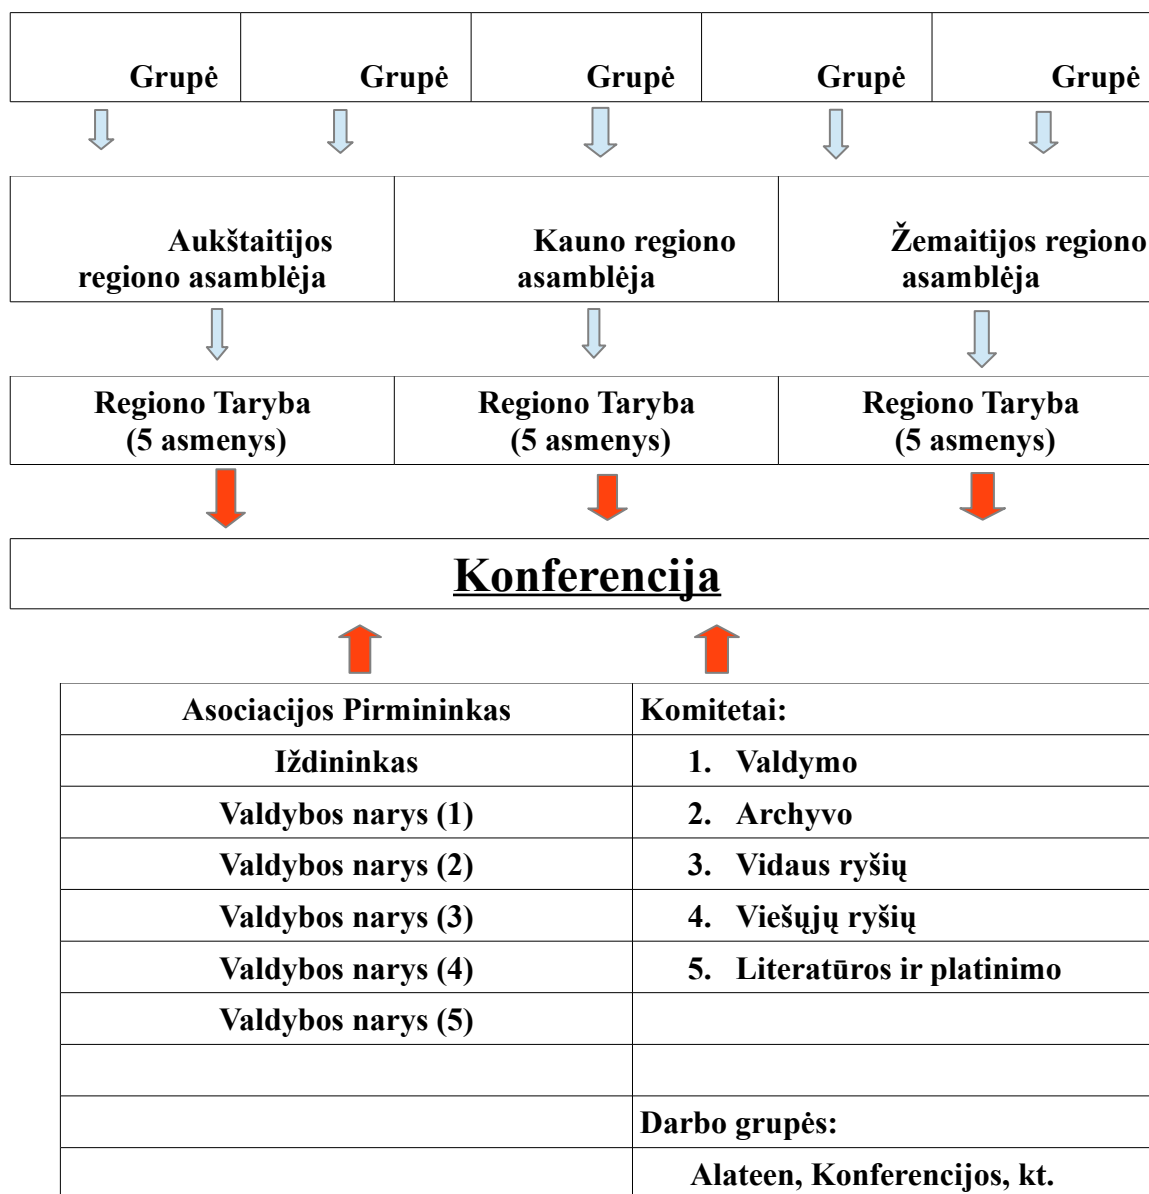 Grupė Grupė Grupė Grupė Grupė
Aukštaitijos
regiono asamblėja
Kauno regiono
asamblėja
Žemaitijos regiono
asamblėja
Regiono Taryba
(5 asmenys)
Regiono Taryba
(5 asmenys)
Regiono Taryba
(5 asmenys)
Konferencija
Asociacijos Pirmininkas
Iždininkas
Valdybos narys (1)
Valdybos narys (2)
Valdybos narys (3)
Valdybos narys (4)
Valdybos narys (5)
Komitetai:
1. Valdymo
2. Archyvo
3. Vidaus ryšių
4. Viešųjų ryšių
5. Literatūros ir platinimo
Darbo grupės:
Alateen, Konferencijos, kt.